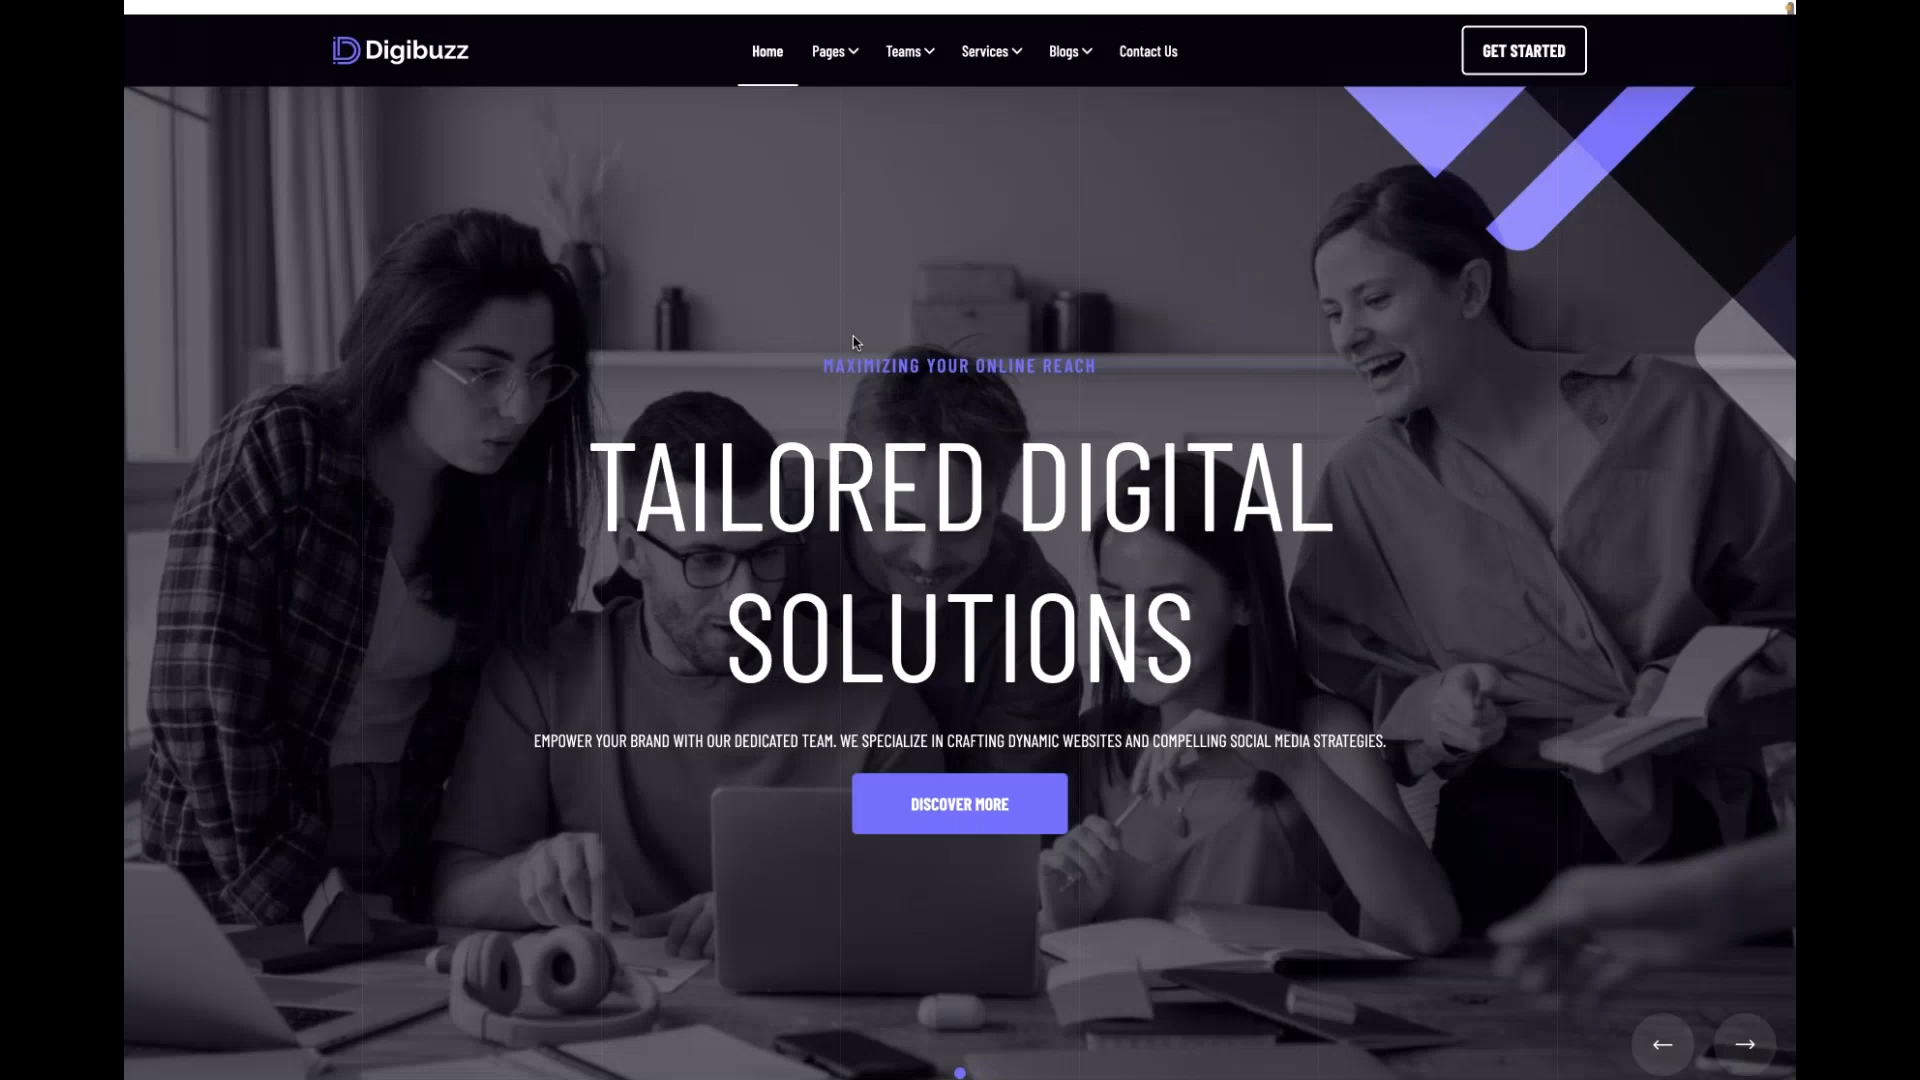 Digibuzz
Home
Pages
Teams
Services
Blogs
Contact Us
GET STARTED
MAXIMIZING YOUR ONLINE REACH
TAILORED DIGITAL
SOLUTIONS
EMPOWER YOUR BRAND WITH OUR DEDICATED TEAM. WE SPECIALIZE IN CRAFTING DYNAMIC WEBSITES AND COMPELLING SOCIAL MEDIA STRATEGIES.
DISCOVER MORE